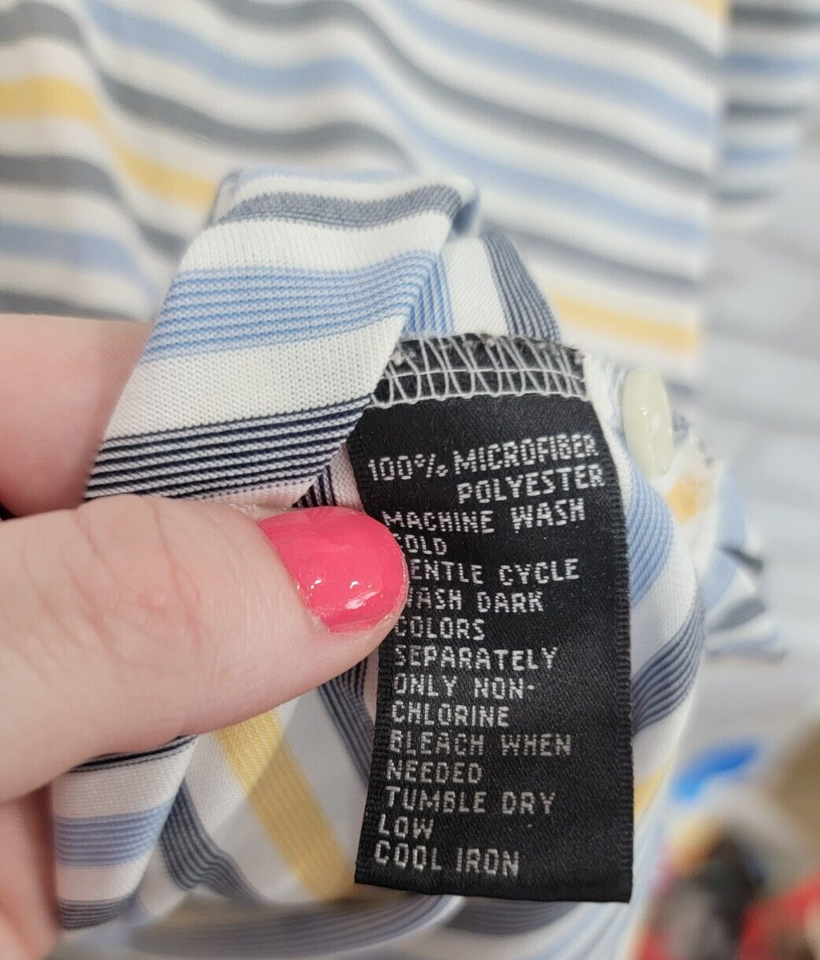 100% MICROFIBER
POLYESTER
MACHINE WASH
COLD
GENTLE CYCLE
WASH DARK
COLORS
SEPARATELY
ONLY NON-
CHLORINE
BLEACH WHEN
NEEDED
TUMBLE DRY
LOW
COOL IRON